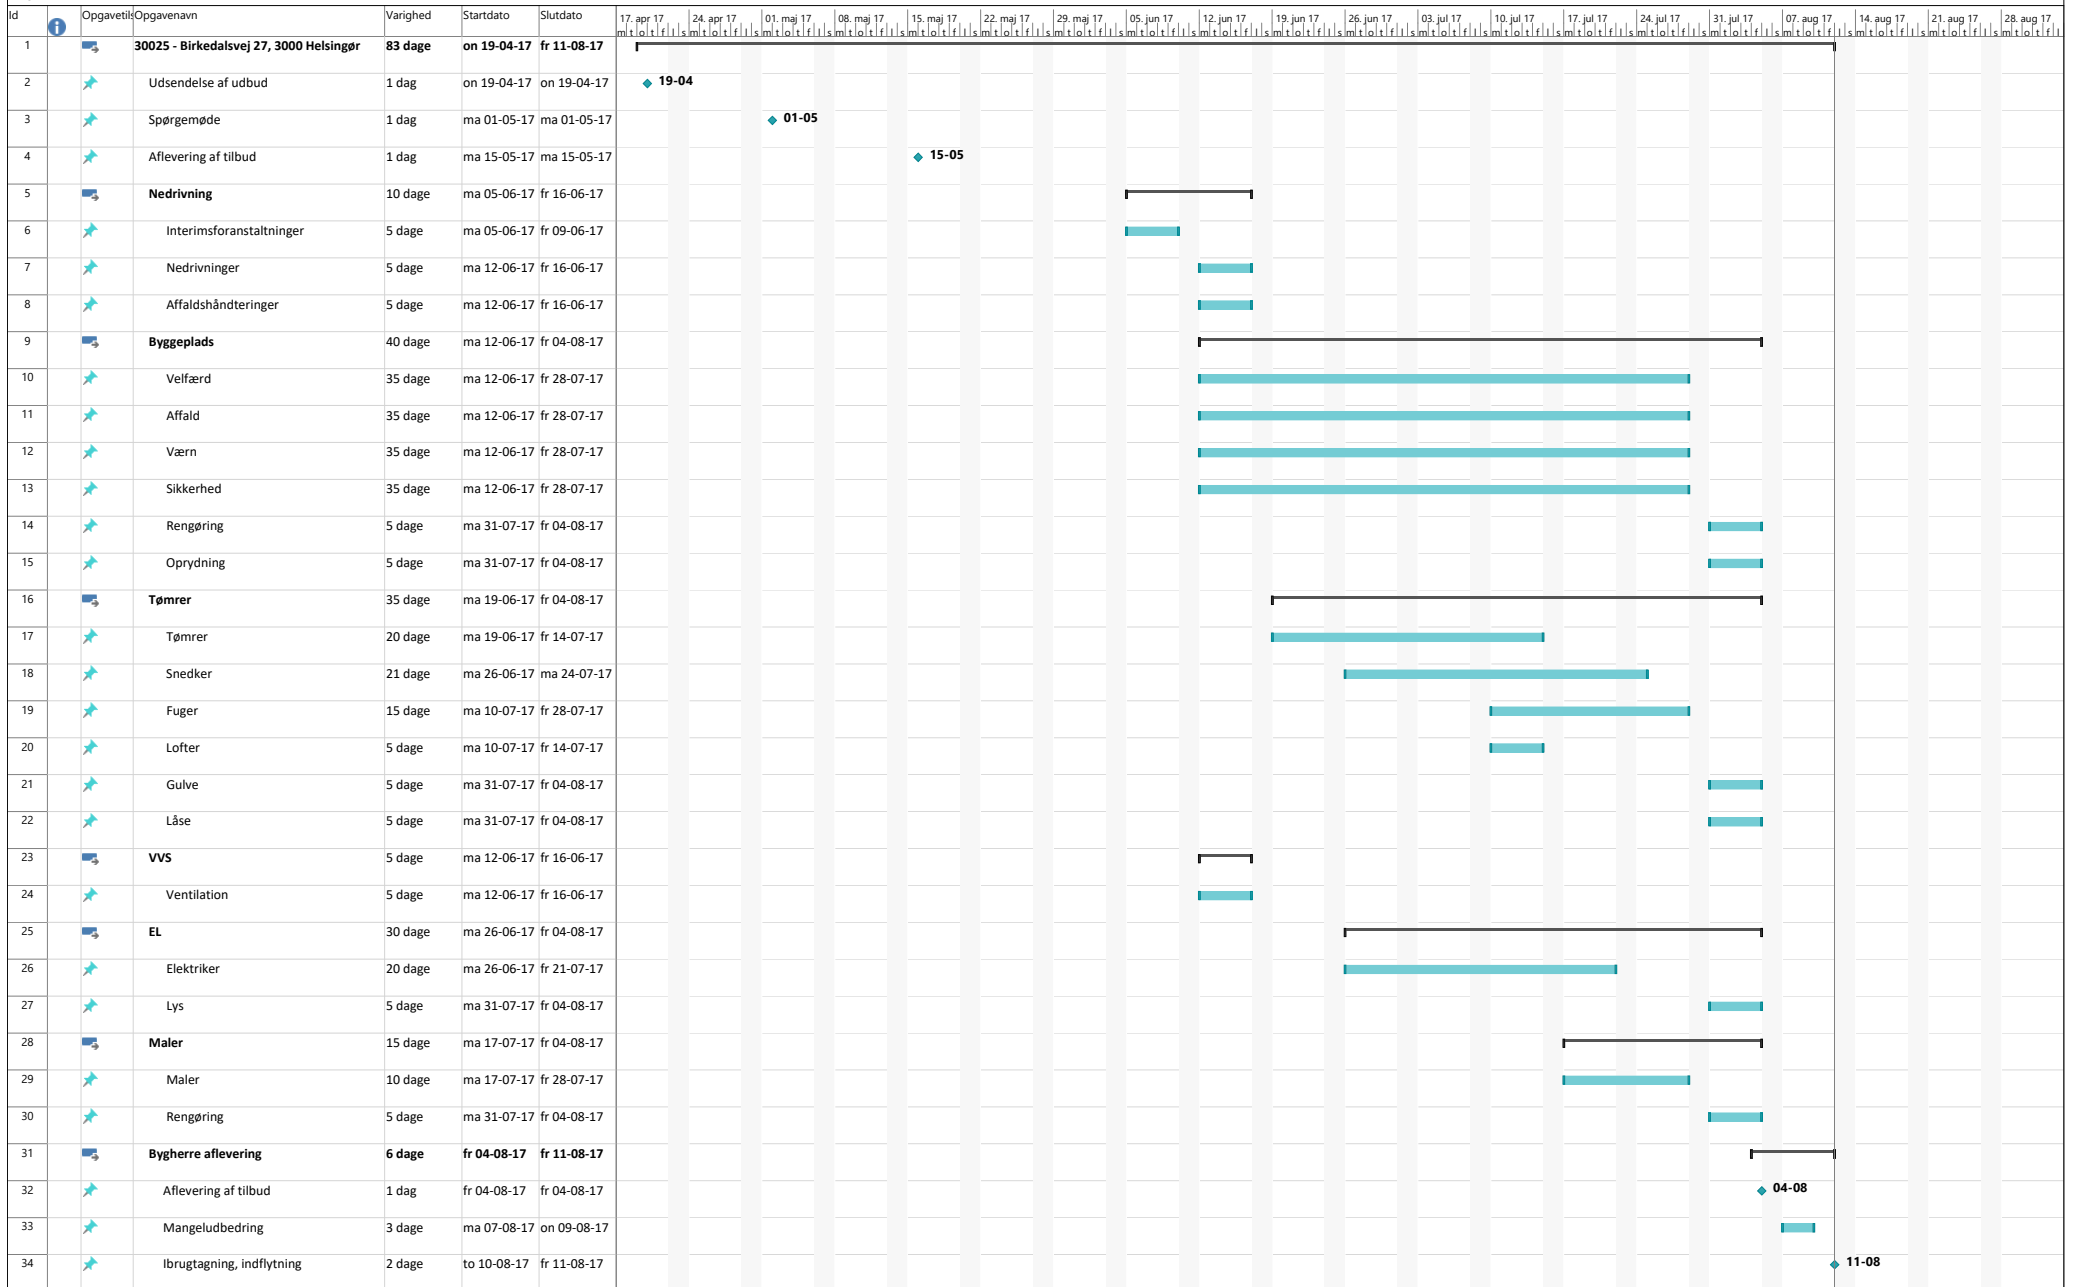 Id Opgavetil: Opgavenavn Varighed Startdato Slutdato 17. apr 17 24. apr 17 01. maj 17 08. maj 17 15. maj 17 22. maj 17 29. maj 17 05. jun 17 12. jun 17 19. jun 17 26. jun 17 03. jul 17 10. jul 17 17. jul 17 24. jul 17 31. jul 17 07. aug 17 14. aug 17 21. aug 17 28. aug 17
m t o t f l s m t o t f l s m t o t f l s m t o t f l s m t o t f l s m t o t f l s m t o t f l s m t o t f l s m t o t f l s m t o t f l s m t o t f l s m t o t f l s m t o t f l s m t o t f l s m t o t f l s m t o t f l s m t o t f l s m t o t f l s m t o t f l s m t o t f l
1 30025 - Birkedalsvej 27, 3000 Helsingør 83 dage on 19-04-17 fr 11-08-17
2 Udsendelse af udbud 1 dag on 19-04-17 on 19-04-17 19-04
3 Spørgemøde 1 dag ma 01-05-17 ma 01-05-17 01-05
4 Aflevering af tilbud 1 dag ma 15-05-17 ma 15-05-17 15-05
5 Nedrivning 10 dage ma 05-06-17 fr 16-06-17
6 Interimsforanstaltninger 5 dage ma 05-06-17 fr 09-06-17
7 Nedrivninger 5 dage ma 12-06-17 fr 16-06-17
8 Affaldshåndteringer 5 dage ma 12-06-17 fr 16-06-17
9 Byggeplads 40 dage ma 12-06-17 fr 04-08-17
10 Velfærd 35 dage ma 12-06-17 fr 28-07-17
11 Affald 35 dage ma 12-06-17 fr 28-07-17
12 Værn 35 dage ma 12-06-17 fr 28-07-17
13 Sikkerhed 35 dage ma 12-06-17 fr 28-07-17
14 Rengøring 5 dage ma 31-07-17 fr 04-08-17
15 Oprydning 5 dage ma 31-07-17 fr 04-08-17
16 Tømrer 35 dage ma 19-06-17 fr 04-08-17
17 Tømrer 20 dage ma 19-06-17 fr 14-07-17
18 Snedker 21 dage ma 26-06-17 ma 24-07-17
19 Fuger 15 dage ma 10-07-17 fr 28-07-17
20 Lofter 5 dage ma 10-07-17 fr 14-07-17
21 Gulve 5 dage ma 31-07-17 fr 04-08-17
22 Låse 5 dage ma 31-07-17 fr 04-08-17
23 VVS 5 dage ma 12-06-17 fr 16-06-17
24 Ventilation 5 dage ma 12-06-17 fr 16-06-17
25 EL 30 dage ma 26-06-17 fr 04-08-17
26 Elektriker 20 dage ma 26-06-17 fr 21-07-17
27 Lys 5 dage ma 31-07-17 fr 04-08-17
28 Maler 15 dage ma 17-07-17 fr 04-08-17
29 Maler 10 dage ma 17-07-17 fr 28-07-17
30 Rengøring 5 dage ma 31-07-17 fr 04-08-17
31 Bygherre aflevering 6 dage fr 04-08-17 fr 11-08-17
32 Aflevering af tilbud 1 dag fr 04-08-17 fr 04-08-17 04-08
33 Mangeludbedring 3 dage ma 07-08-17 on 09-08-17
34 Ibrugtagning, indflytning 2 dage to 10-08-17 fr 11-08-17 11-08